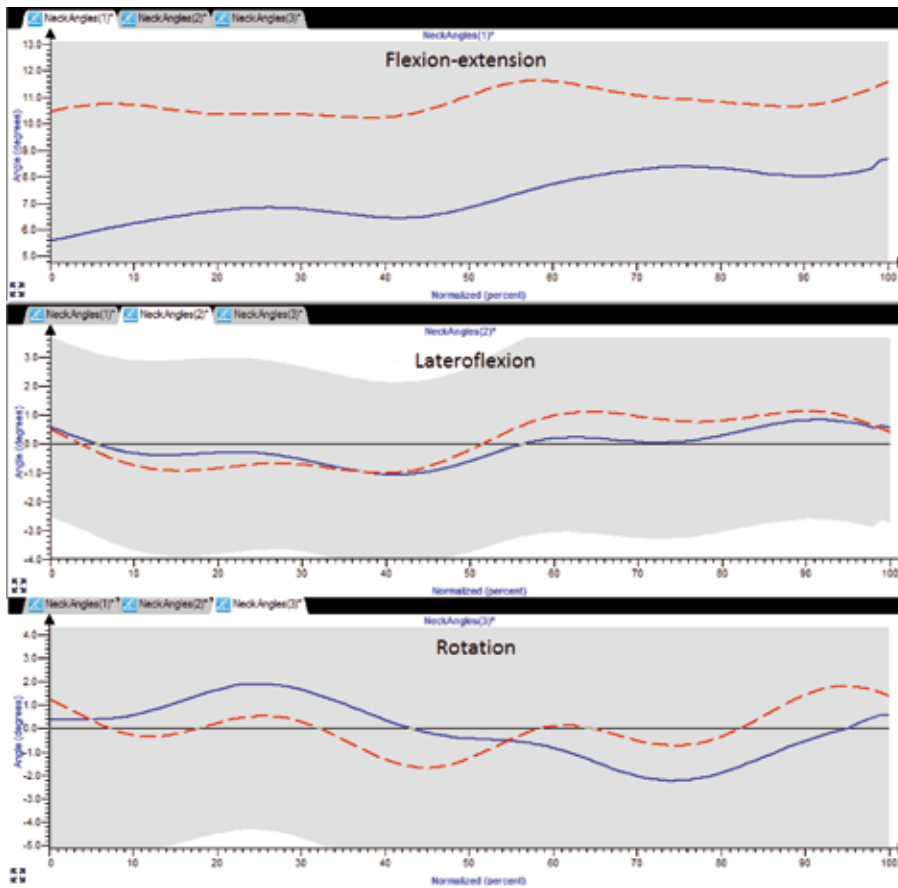 NeckAngles(1)* NeckAngles(2)* NeckAngles(3)*
NeckAngles(1)*
Flexion-extension
13.0
12.0
11.0
10.0
9.0
8.0
7.0
6.0
5.0
Angle (degrees)
0 10 20 30 40 50 60 70 80 90 100
Normalized (percent)
NeckAngles(1)* NeckAngles(2)* NeckAngles(3)*
NeckAngles(2)*
Lateroflexion
3.0
2.0
1.0
0.0
-1.0
-2.0
-3.0
-4.0
Angle (degrees)
0 10 20 30 40 50 60 70 80 90 100
Normalized (percent)
NeckAngles(1)* NeckAngles(2)* NeckAngles(3)*
NeckAngles(3)*
Rotation
4.0
3.0
2.0
1.0
0.0
-1.0
-2.0
-3.0
-4.0
-5.0
Angle (degrees)
0 10 20 30 40 50 60 70 80 90 100
Normalized (percent)